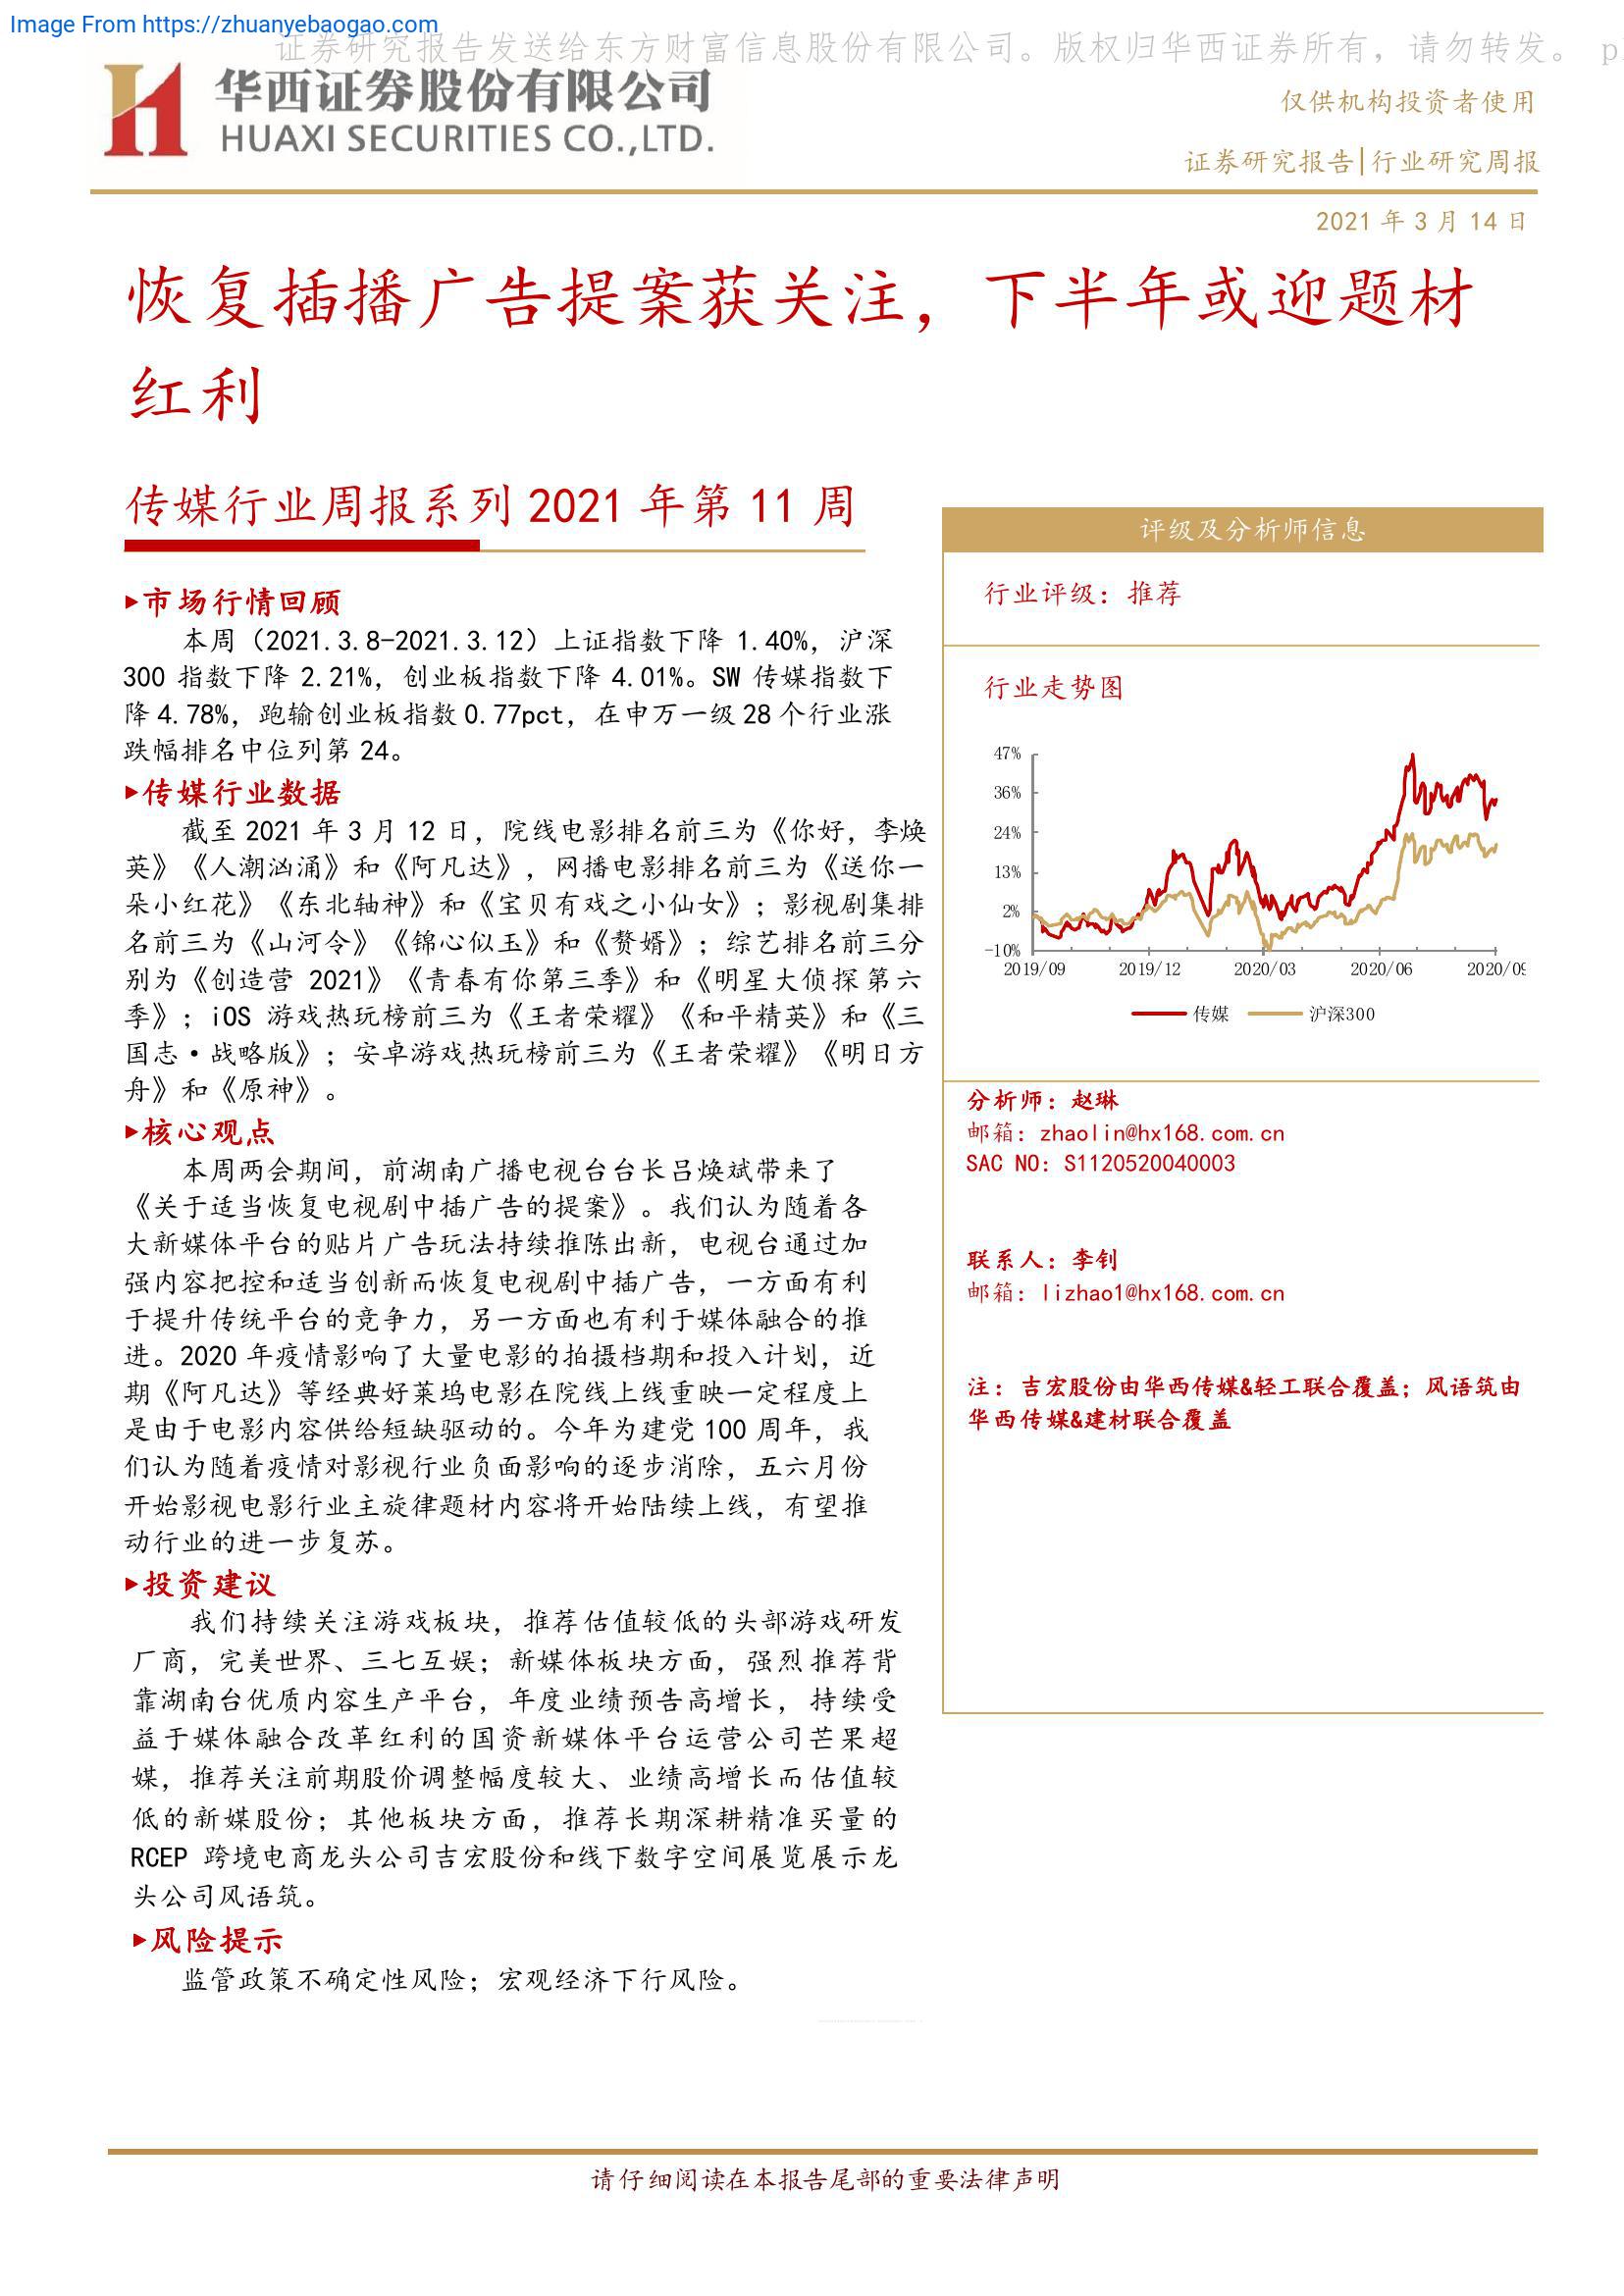 Image From https://zhuanyebaogao.com
证券研究报告发送给东方财富信息股份有限公司。版权归华西证券所有，请勿转发。 p
华西证券股份有限公司
HUAXI SECURITIES CO.,LTD.
仅供机构投资者使用
证券研究报告|行业研究周报
2021 年 3 月 14 日
恢复插播广告提案获关注，下半年或迎题材
红利
传媒行业周报系列 2021 年第 11 周
▸市场行情回顾
本周（2021.3.8-2021.3.12）上证指数下降 1.40%，沪深
300 指数下降 2.21%，创业板指数下降 4.01%。SW 传媒指数下
降 4.78%，跑输创业板指数 0.77pct，在申万一级 28 个行业涨
跌幅排名中位列第 24。
▸传媒行业数据
截至 2021 年 3 月 12 日，院线电影排名前三为《你好，李焕
英》《人潮汹涌》和《阿凡达》，网播电影排名前三为《送你一
朵小红花》《东北轴神》和《宝贝有戏之小仙女》；影视剧集排
名前三为《山河令》《锦心似玉》和《赘婿》；综艺排名前三分
别为《创造营 2021》《青春有你第三季》和《明星大侦探第六
季》；iOS 游戏热玩榜前三为《王者荣耀》《和平精英》和《三
国志·战略版》；安卓游戏热玩榜前三为《王者荣耀》《明日方
舟》和《原神》。
▸核心观点
本周两会期间，前湖南广播电视台台长吕焕斌带来了
《关于适当恢复电视剧中插广告的提案》。我们认为随着各
大新媒体平台的贴片广告玩法持续推陈出新，电视台通过加
强内容把控和适当创新而恢复电视剧中插广告，一方面有利
于提升传统平台的竞争力，另一方面也有利于媒体融合的推
进。2020 年疫情影响了大量电影的拍摄档期和投入计划，近
期《阿凡达》等经典好莱坞电影在院线上线重映一定程度上
是由于电影内容供给短缺驱动的。今年为建党 100 周年，我
们认为随着疫情对影视行业负面影响的逐步消除，五六月份
开始影视电影行业主旋律题材内容将开始陆续上线，有望推
动行业的进一步复苏。
▸投资建议
我们持续关注游戏板块，推荐估值较低的头部游戏研发
厂商，完美世界、三七互娱；新媒体板块方面，强烈推荐背
靠湖南台优质内容生产平台，年度业绩预告高增长，持续受
益于媒体融合改革红利的国资新媒体平台运营公司芒果超
媒，推荐关注前期股价调整幅度较大、业绩高增长而估值较
低的新媒股份；其他板块方面，推荐长期深耕精准买量的
RCEP 跨境电商龙头公司吉宏股份和线下数字空间展览展示龙
头公司风语筑。
▸风险提示
监管政策不确定性风险；宏观经济下行风险。
评级及分析师信息
行业评级：推荐
行业走势图
47%
36%
24%
13%
2%
-10%
2019/09 2019/12 2020/03 2020/06 2020/09
传媒 沪深300
分析师：赵琳
邮箱：zhaolin@hx168.com.cn
SAC NO：S1120520040003
联系人：李钊
邮箱：lizhao1@hx168.com.cn
注：吉宏股份由华西传媒&轻工联合覆盖；风语筑由
华西传媒&建材联合覆盖
请仔细阅读在本报告尾部的重要法律声明